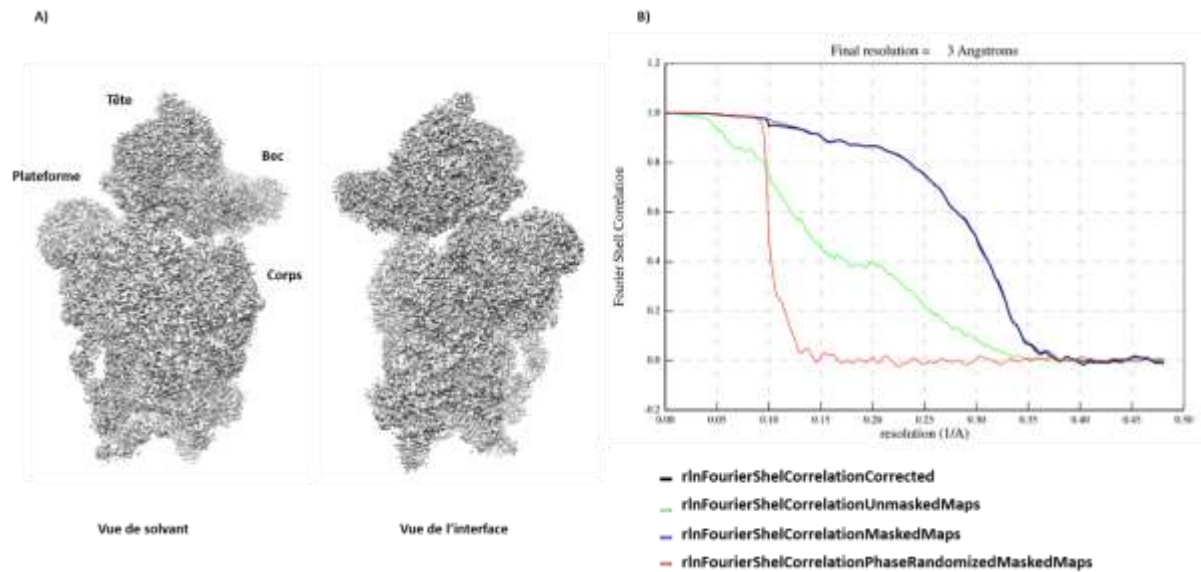 A)
Tête
Bec
Plateforme
Corps
Vue de solvant
Vue de l’interface
B)
Final resolution = 3 Angstroms
Fourier Shell Correlation
1.2
1.0
0.8
0.6
0.4
0.2
0.0
-0.2
0.00 0.05 0.10 0.15 0.20 0.25 0.30 0.35 0.40 0.45 0.50
resolution (1/A)
rlnFourierShelCorrelationCorrected
rlnFourierShelCorrelationUnmaskedMaps
rlnFourierShelCorrelationMaskedMaps
rlnFourierShelCorrelationPhaseRandomizedMaskedMaps